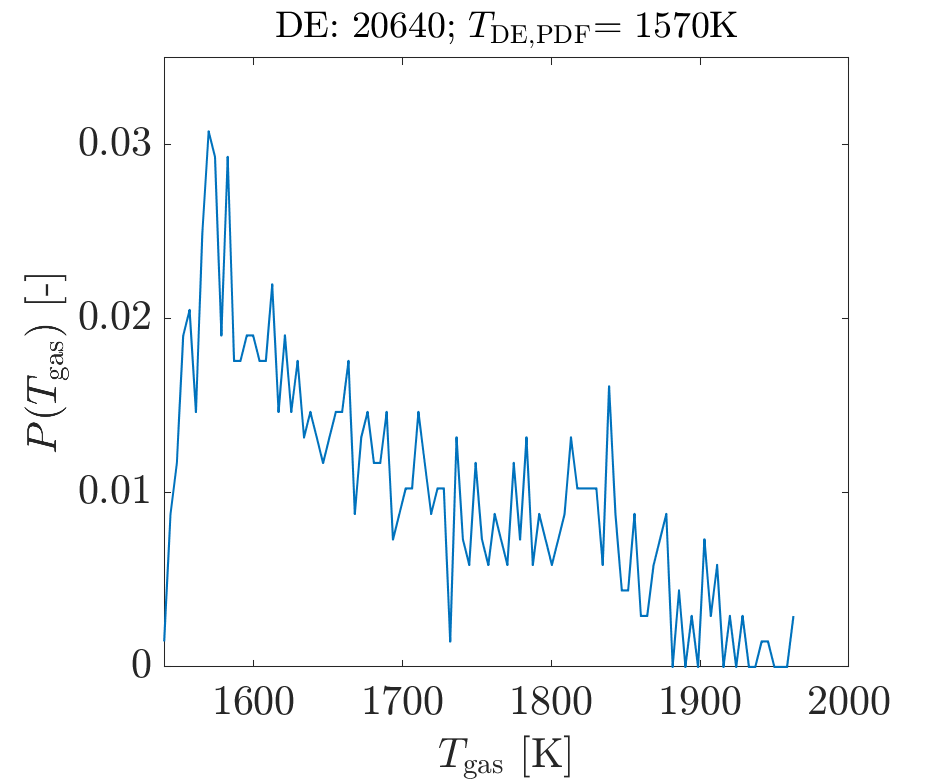 DE: 20640; T_DE,PDF= 1570K
0.03
0.02
0.01
0
P(T_gas) [-]
1600 1700 1800 1900 2000
T_gas [K]